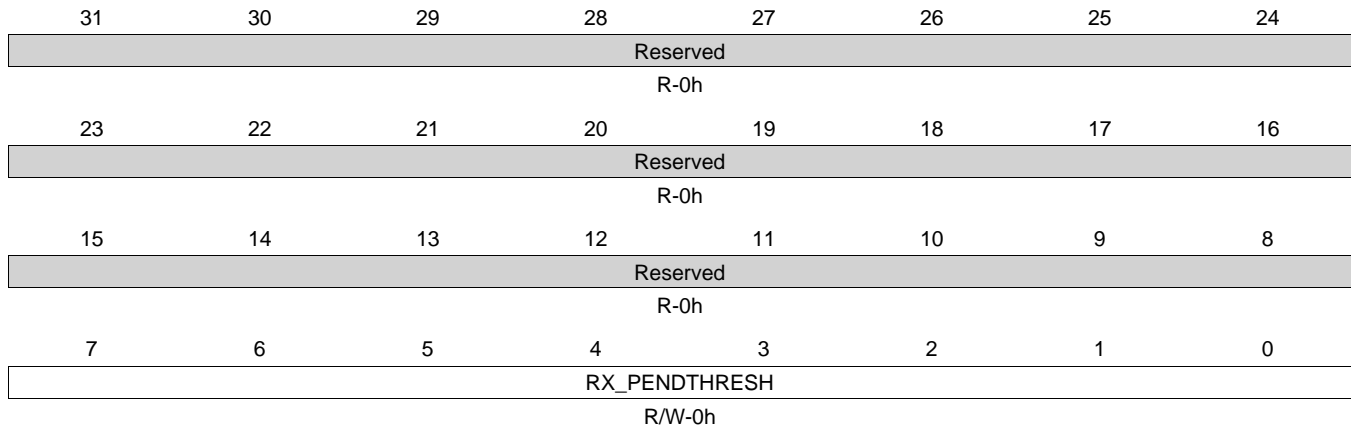 31 30 29 28 27 26 25 24
Reserved
R-0h
23 22 21 20 19 18 17 16
Reserved
R-0h
15 14 13 12 11 10 9 8
Reserved
R-0h
7 6 5 4 3 2 1 0
RX_PENDTHRESH
R/W-0h